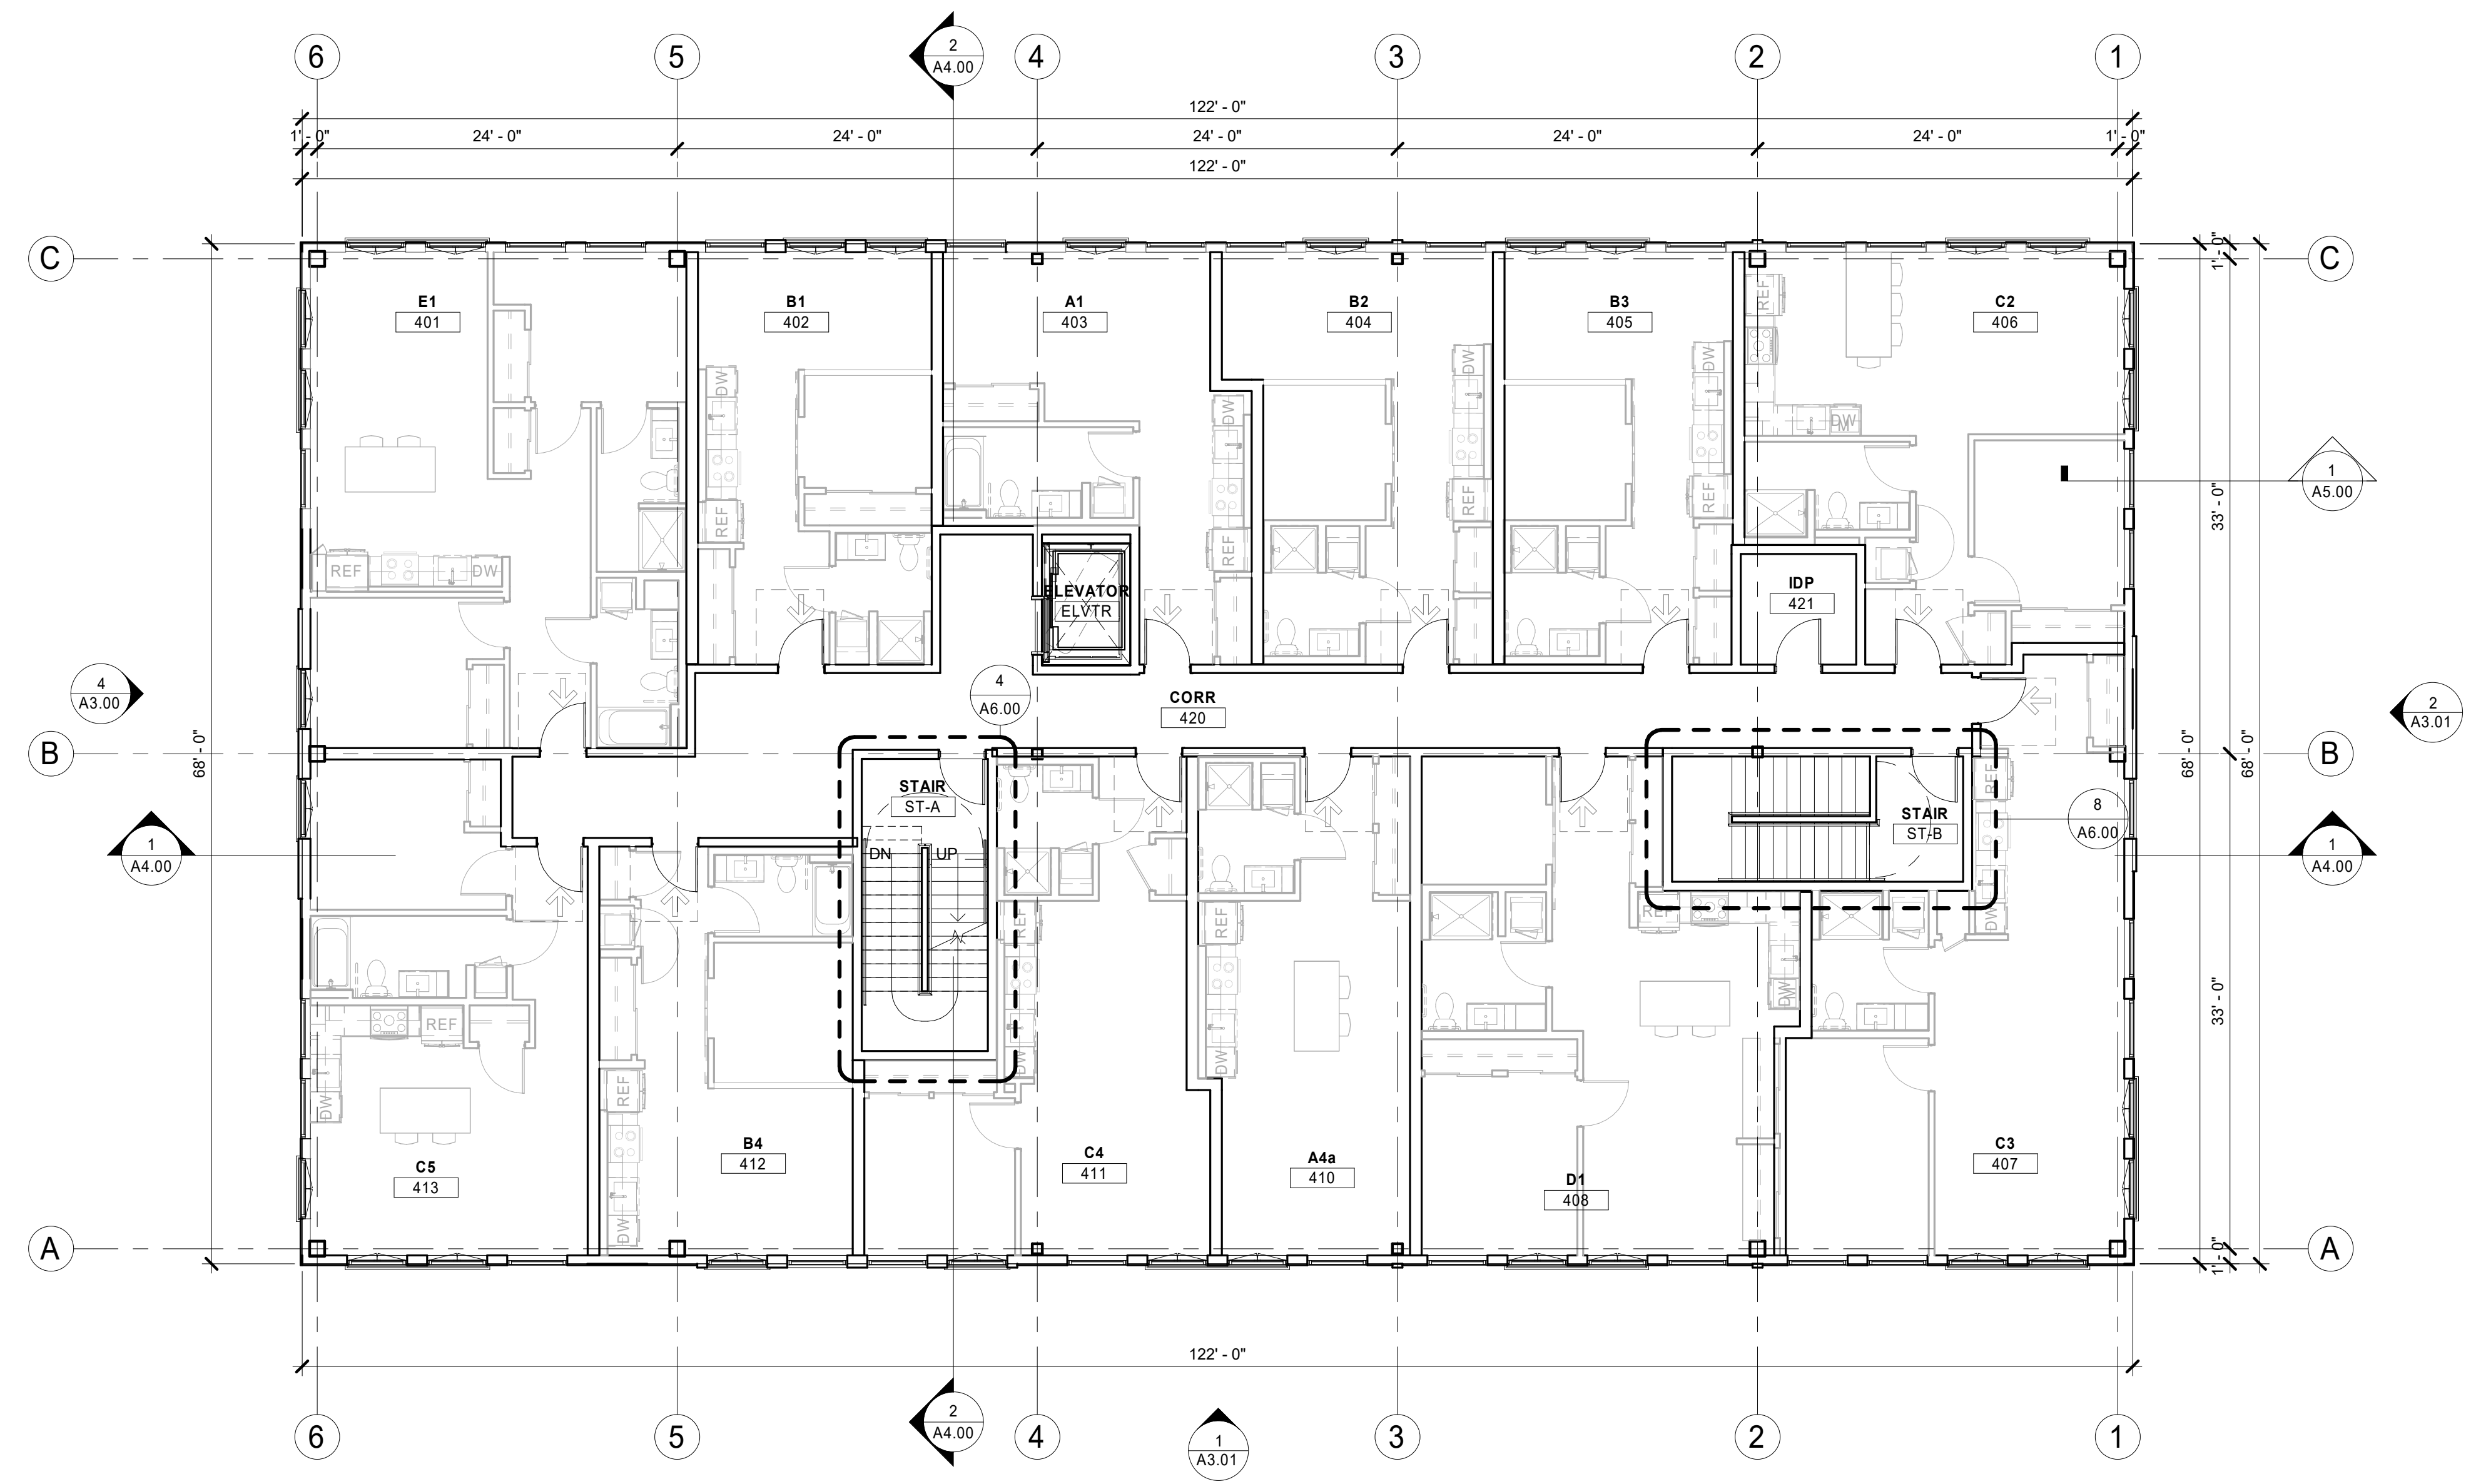 6
5
2
A4.00
4
3
2
1
122' - 0"
1' - 0"
24' - 0"
24' - 0"
24' - 0"
24' - 0"
24' - 0"
1' - 0"
122' - 0"
C
C
1' - 0"
E1
401
B1
402
A1
403
B2
404
B3
405
C2
406
REF
DW
DW
DW
DW
DW
M
1
A5.00
33' - 0"
REF
DW
REF
REF
REF
REF
ELEVATOR
ELVTR
IDP
421
4
A3.00
4
A6.00
CORR
420
2
A3.01
B
B
68' - 0"
68' - 0"
68' - 0"
STAIR
ST-A
DN
UP
REF
STAIR
ST-B
8
A6.00
1
A4.00
1
A4.00
REF
REF
REF
DW
REF
DW
M
33' - 0"
DW
REF
DW
DW
REF
DW
B4
412
C5
413
C4
411
A4a
410
D1
408
C3
407
A
A
1' - 0"
122' - 0"
6
5
2
A4.00
4
1
A3.01
3
2
1